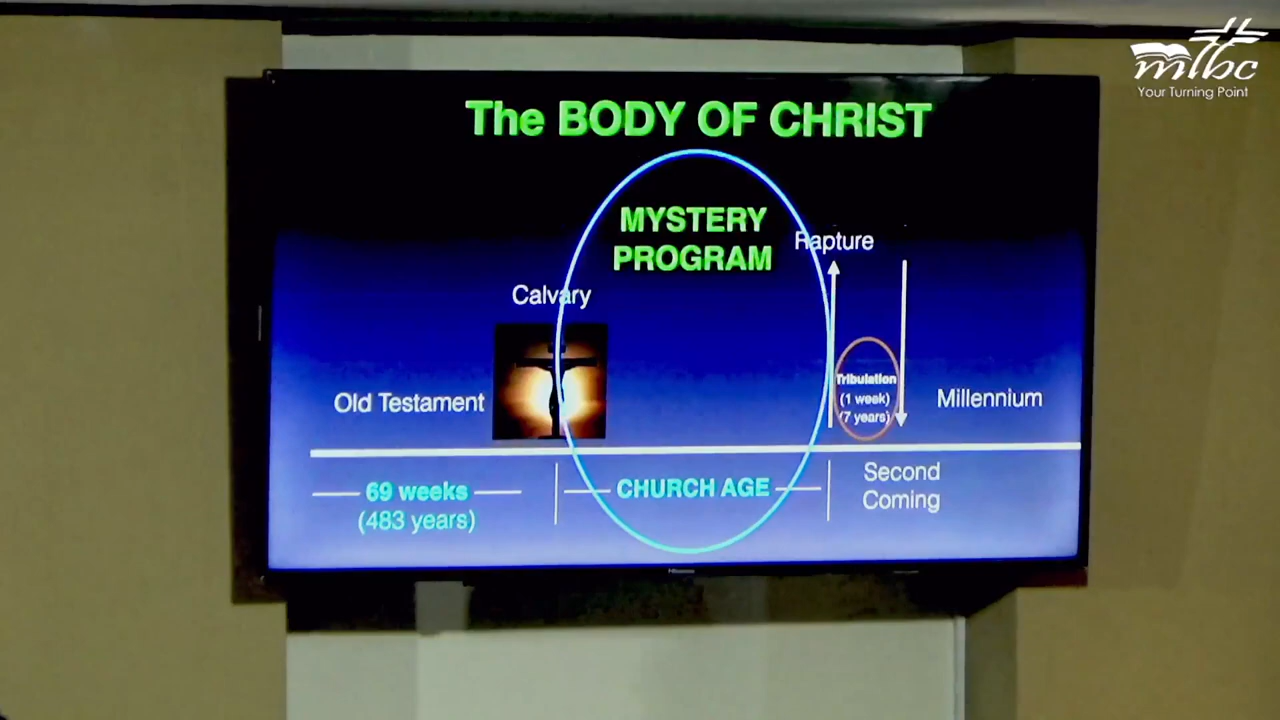 mtbc
Your Turning Point
The BODY OF CHRIST
MYSTERY
PROGRAM
Rapture
Calvary
Tribulation
(1 week)
(7 years)
Old Testament
Millennium
69 weeks
(483 years)
CHURCH AGE
Second
Coming
Hisense